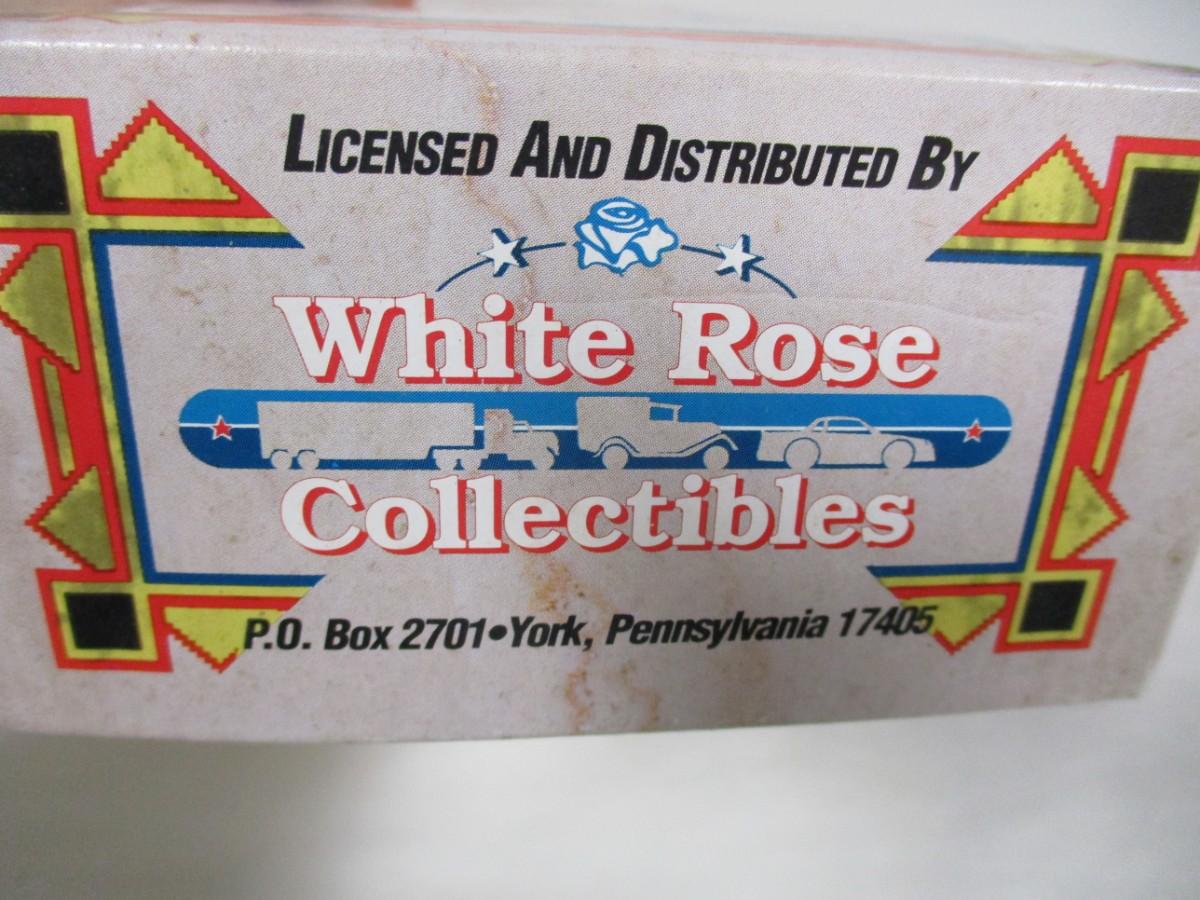 LICENSED AND DISTRIBUTED BY
White Rose
Collectibles
P.O. Box 2701•York, Pennsylvania 17405